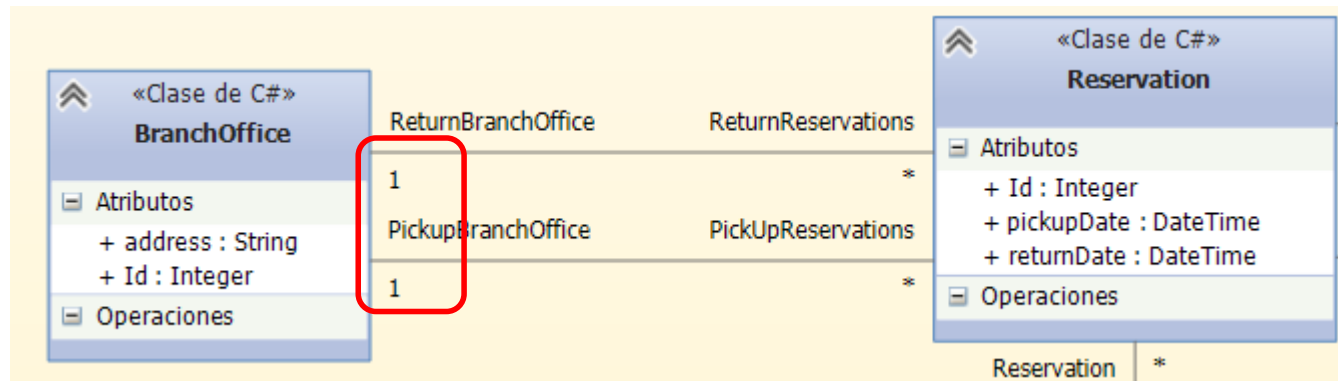 «Clase de C#»
BranchOffice
Atributos
+ address : String
+ Id : Integer
Operaciones
ReturnBranchOffice
ReturnReservations
1
*
PickupBranchOffice
PickUpReservations
1
*
«Clase de C#»
Reservation
Atributos
+ Id : Integer
+ pickupDate : DateTime
+ returnDate : DateTime
Operaciones
Reservation
*